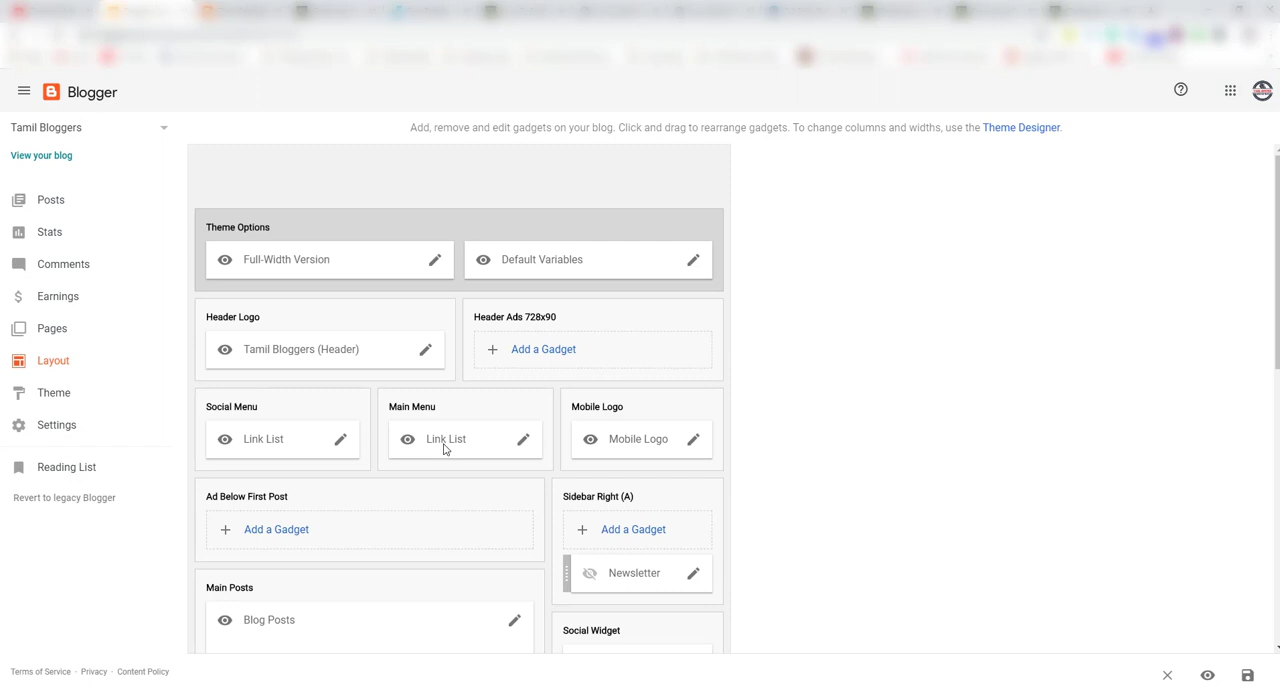 Blogger
Tamil Bloggers
Add, remove and edit gadgets on your blog. Click and drag to rearrange gadgets. To change columns and widths, use the Theme Designer.
View your blog
Posts
Stats
Comments
Earnings
Pages
Layout
Theme
Settings
Reading List
Revert to legacy Blogger
Theme Options
Full-Width Version
Default Variables
Header Logo
Header Ads 728x90
Tamil Bloggers (Header)
Add a Gadget
Social Menu
Main Menu
Mobile Logo
Link List
Link List
Mobile Logo
Ad Below First Post
Sidebar Right (A)
Add a Gadget
Add a Gadget
Newsletter
Main Posts
Blog Posts
Social Widget
Terms of Service · Privacy · Content Policy